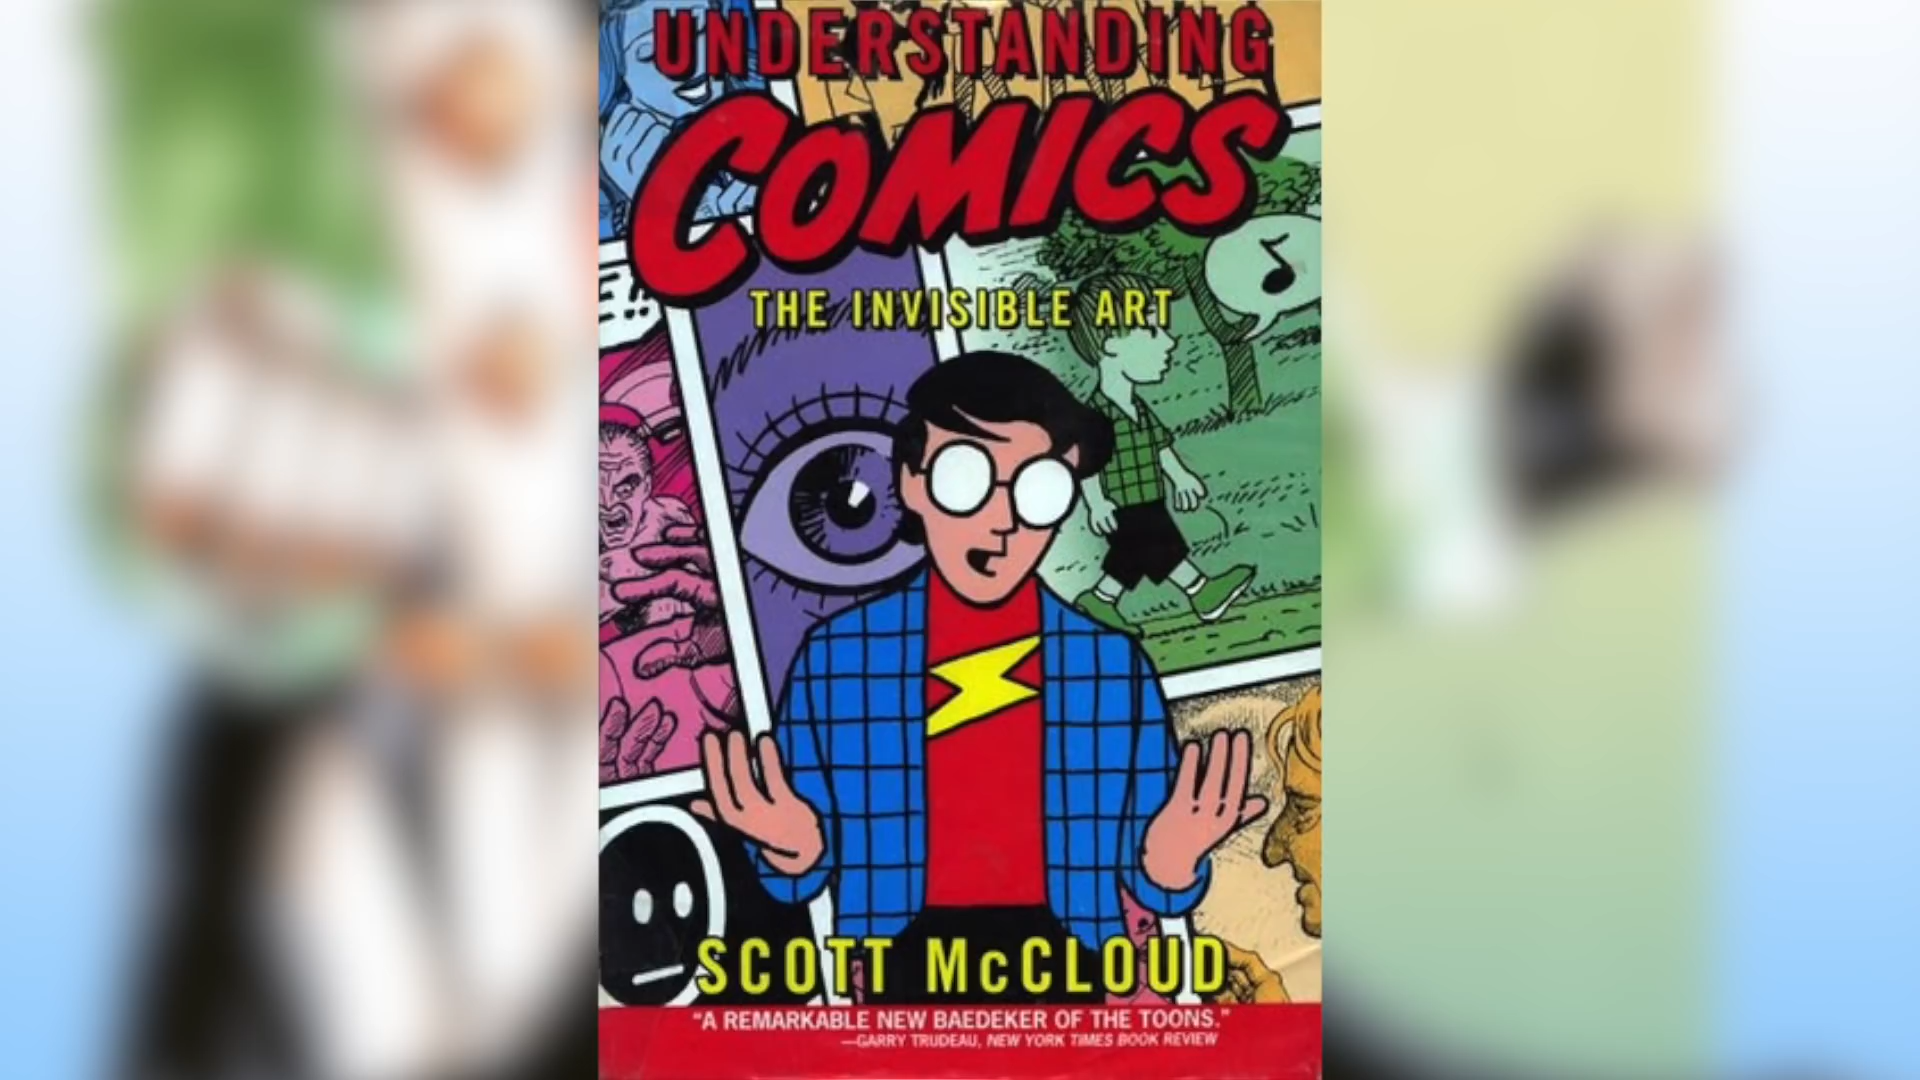 UNDERSTANDING
COMICS
THE INVISIBLE ART
E!!
SCOTT McCLOUD
"A REMARKABLE NEW BAEDEKER OF THE TOONS."
—GARRY TRUDEAU, NEW YORK TIMES BOOK REVIEW